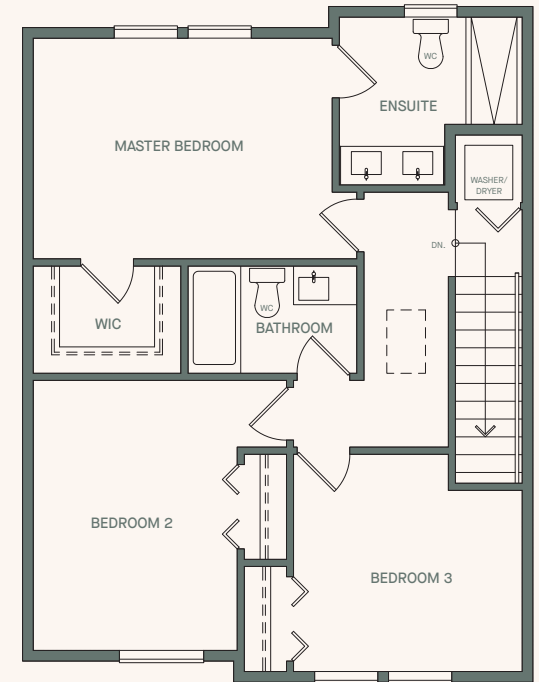 WC
ENSUITE
MASTER BEDROOM
WASHER/
DRYER
DN.
WIC
WC
BATHROOM
BEDROOM 2
BEDROOM 3